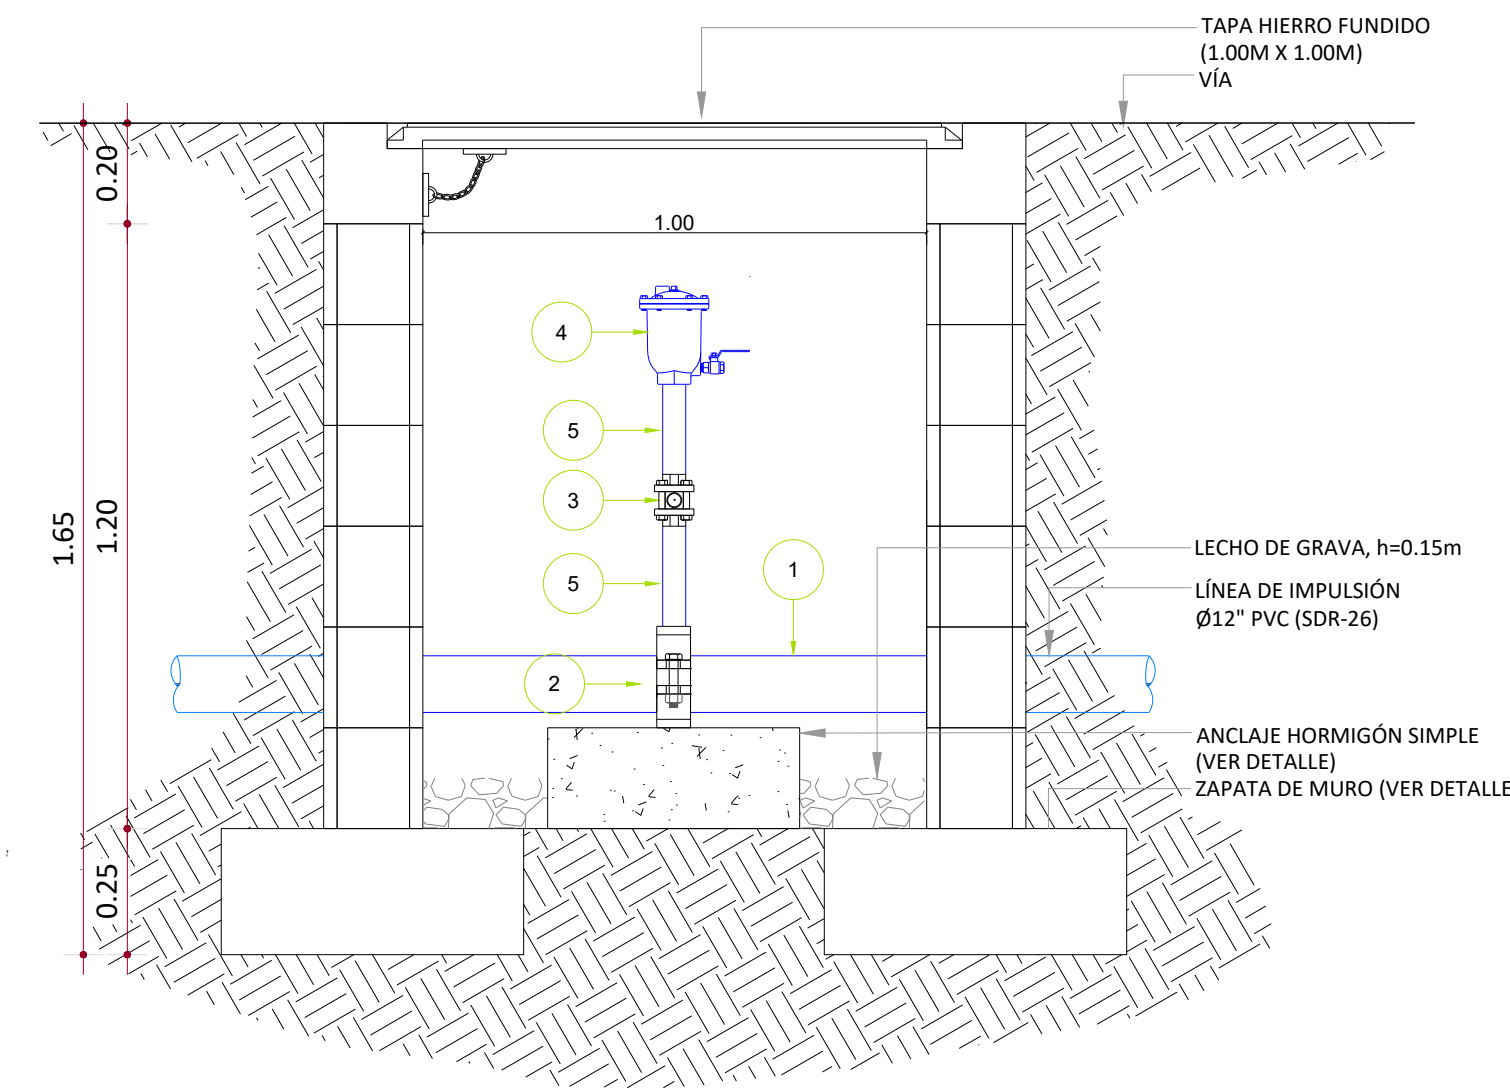 TAPA HIERRO FUNDIDO
(1.00M X 1.00M)
VÍA
0.20
1.00
4
5
3
1.65
1.20
5
1
LECHO DE GRAVA, h=0.15m
LÍNEA DE IMPULSIÓN
Ø12" PVC (SDR-26)
2
ANCLAJE HORMIGÓN SIMPLE
(VER DETALLE)
ZAPATA DE MURO (VER DETALLE
0.25